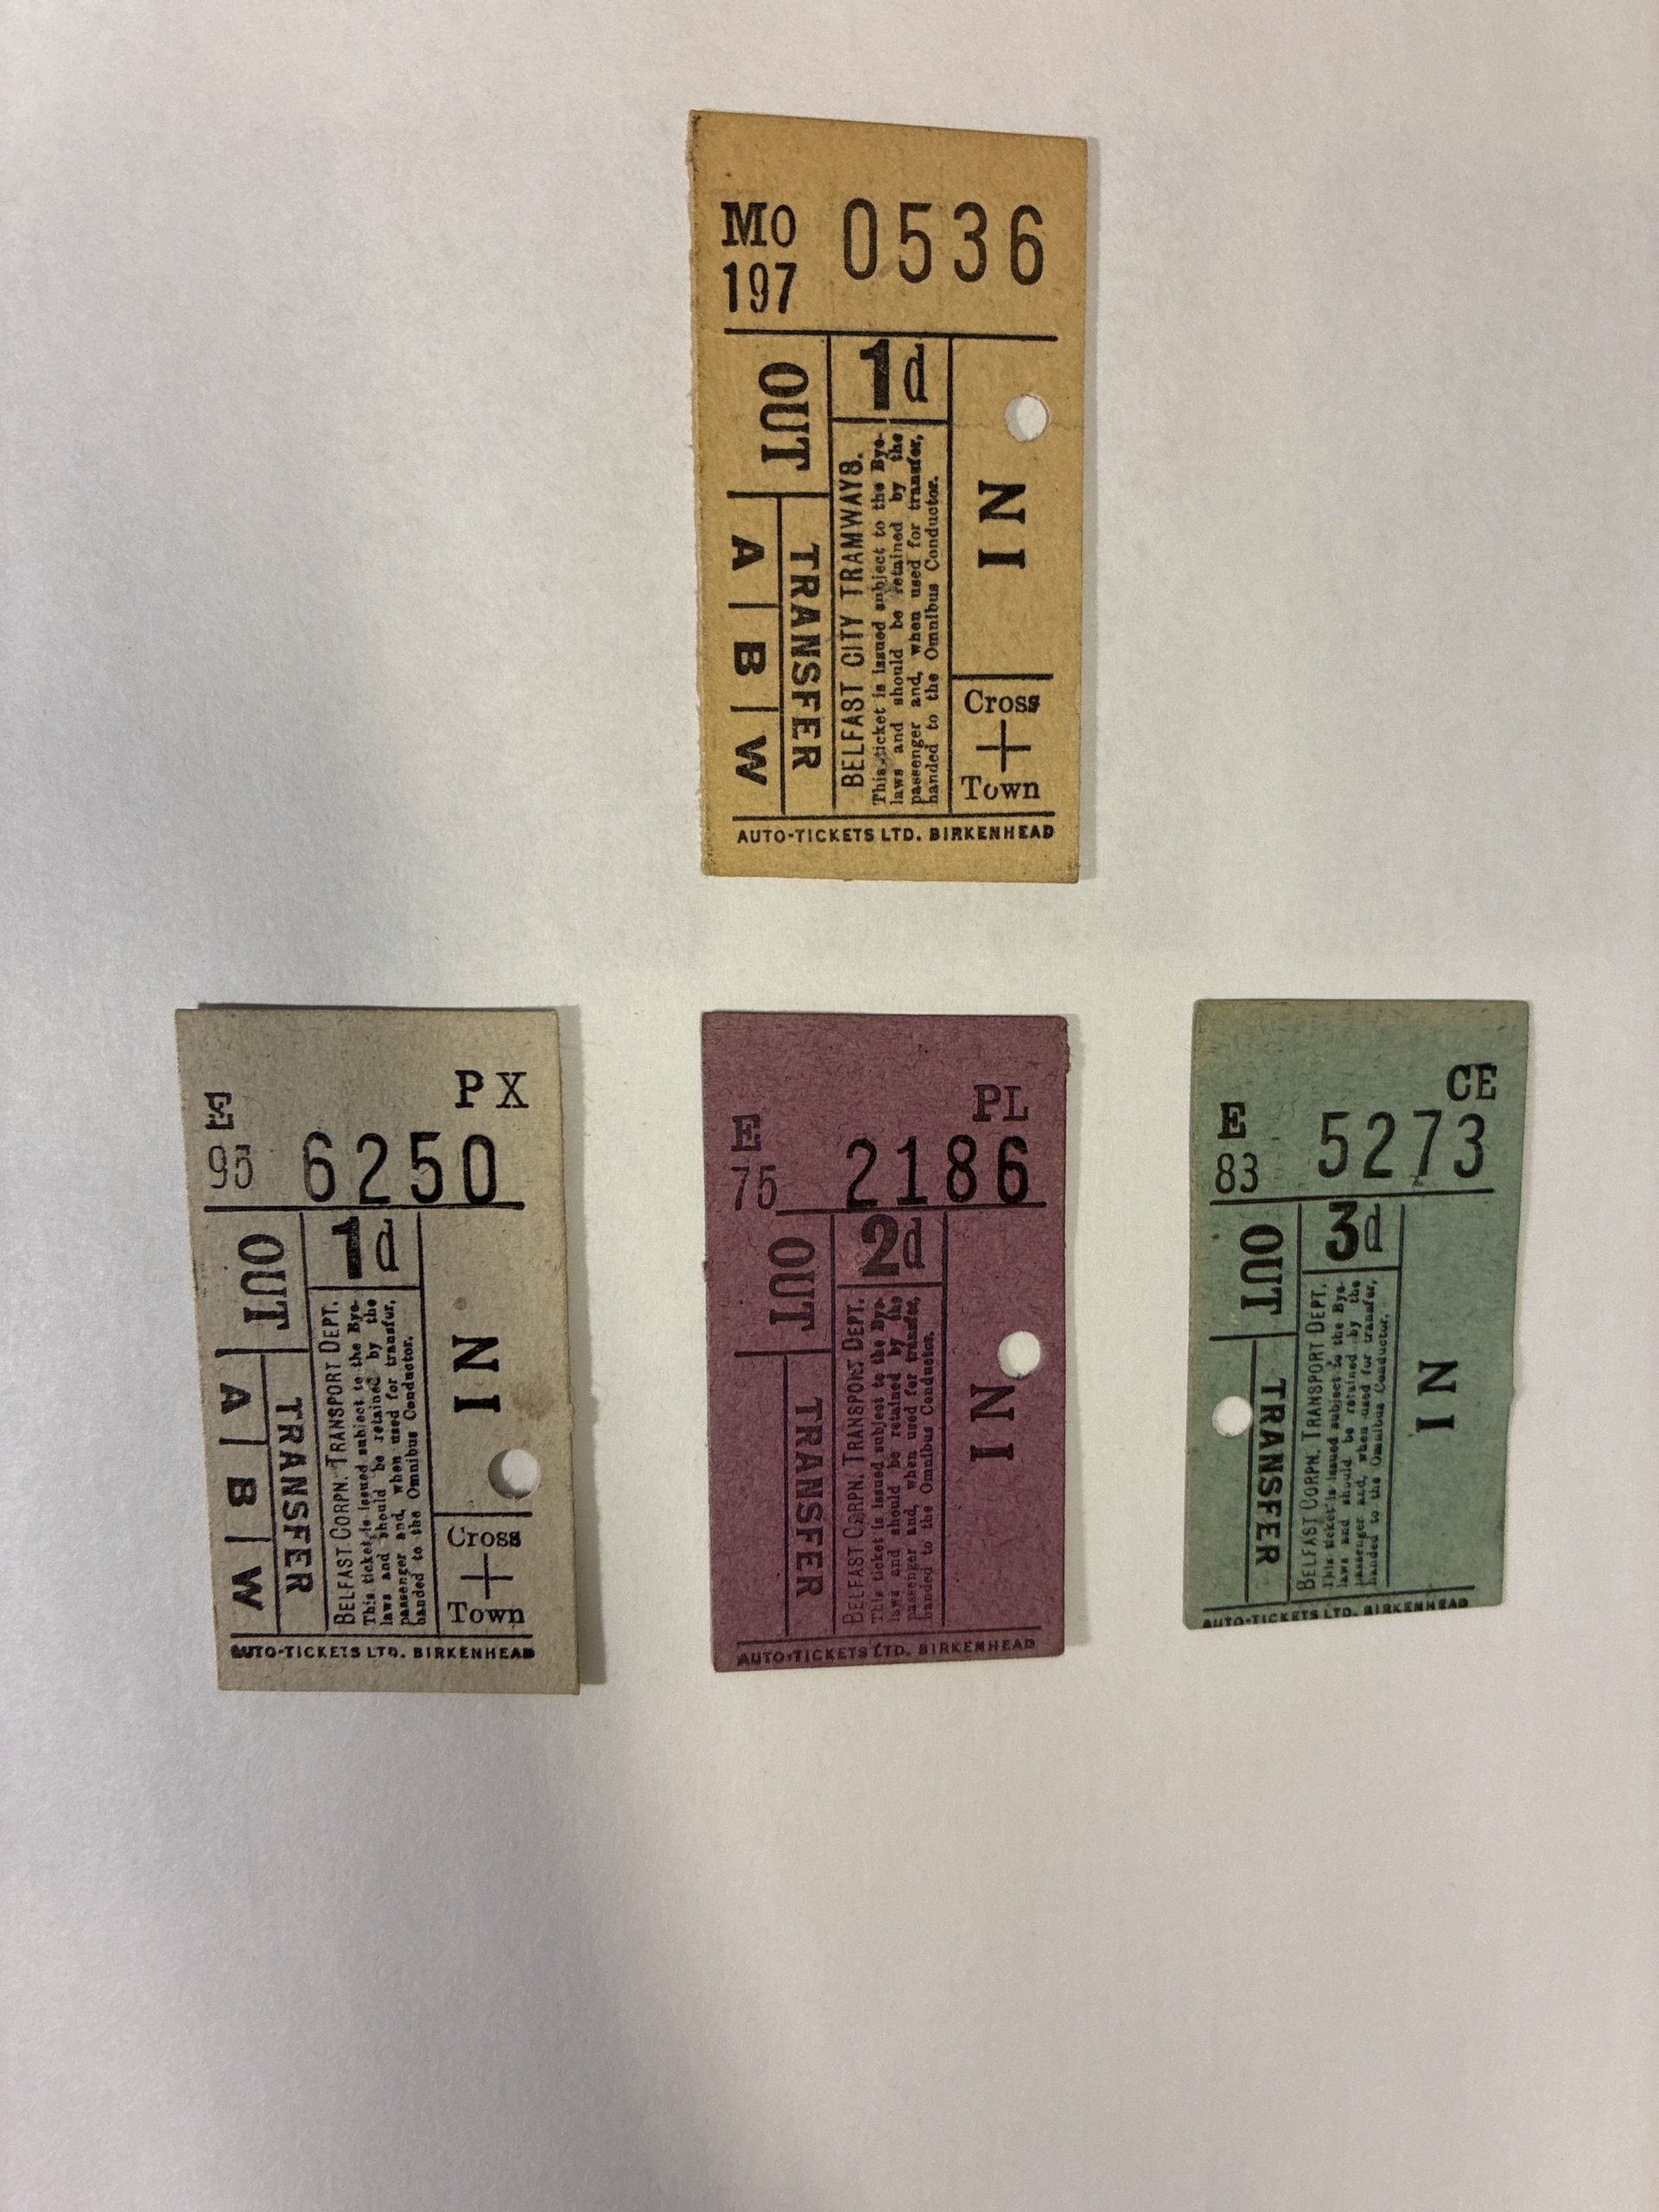 MO
197
0536
OUT
1d
IN
TRANSFER
A
B
W
BELFAST CITY TRAMWAYS.
This ticket is issued subject to the Bye-
laws and should be retained by the
passenger and, when used for transfer,
handed to the Omnibus Conductor.
Cross
+
Town
AUTO-TICKETS LTD. BIRKENHEAD
PX
E
95
6250
OUT
1d
IN
TRANSFER
A
B
W
BELFAST CORPN. TRANSPORT DEPT.
This ticket is issued subject to the Bye-
laws and should be retained by the
passenger and, when used for transfer,
handed to the Omnibus Conductor.
Cross
+
Town
AUTO-TICKETS LTD. BIRKENHEAD
PL
E
75
2186
OUT
2d
IN
TRANSFER
BELFAST CORPN. TRANSPORT DEPT.
This ticket is issued subject to the Bye-
laws and should be retained by the
passenger and, when used for transfer,
handed to the Omnibus Conductor.
AUTO-TICKETS LTD. BIRKENHEAD
CE
E
83
5273
OUT
3d
IN
TRANSFER
BELFAST CORPN. TRANSPORT DEPT.
This ticket is issued subject to the Bye-
laws and should be retained by the
passenger and, when used for transfer,
handed to the Omnibus Conductor.
AUTO-TICKETS LTD. BIRKENHEAD